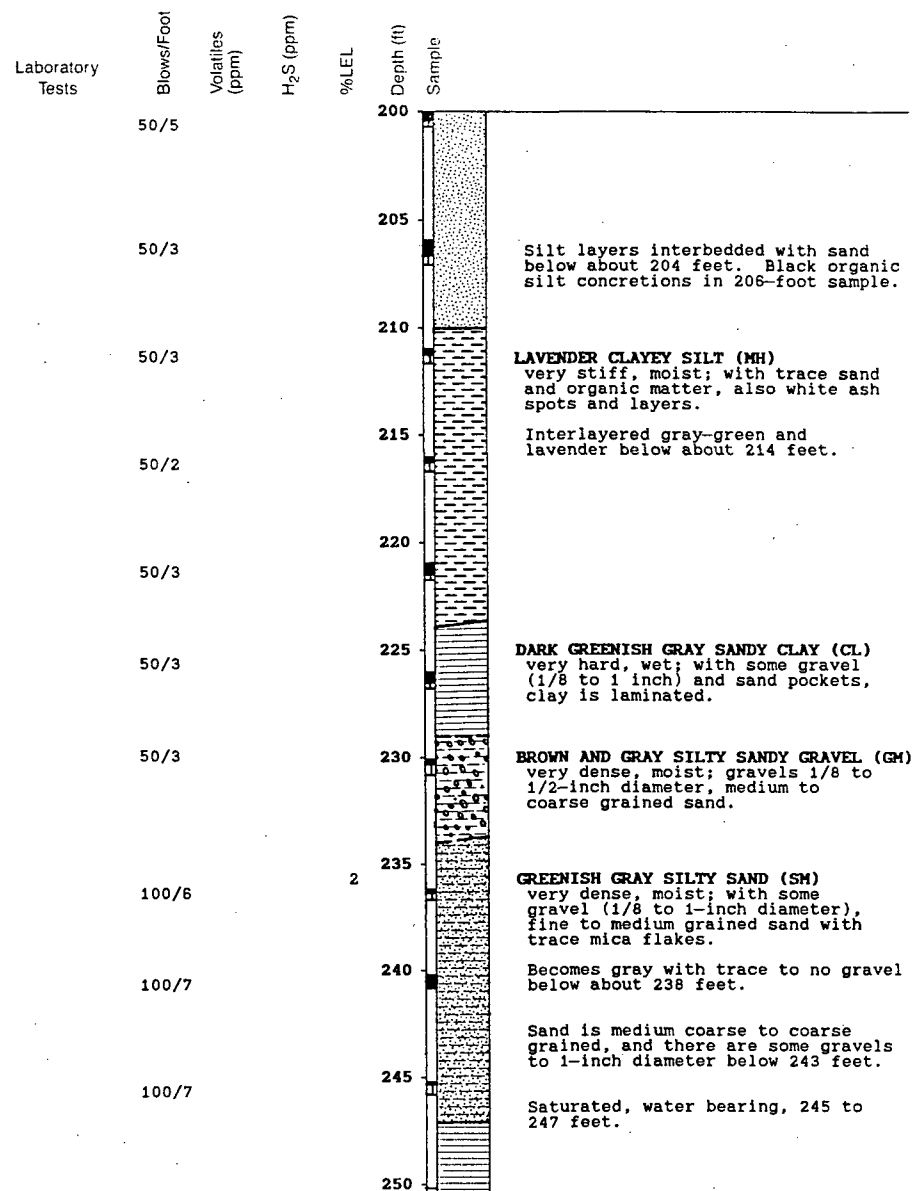 Laboratory
Tests
Blows/Foot
Volatiles
(ppm)
H₂S (ppm)
%LEL
Depth (ft)
Sample
200
50/5
205
50/3
Silt layers interbedded with sand
below about 204 feet. Black organic
silt concretions in 206-foot sample.
210
50/3
LAVENDER CLAYEY SILT (MH)
very stiff, moist; with trace sand
and organic matter, also white ash
spots and layers.
215
Interlayered gray-green and
lavender below about 214 feet.
50/2
220
50/3
225
DARK GREENISH GRAY SANDY CLAY (CL)
very hard, wet; with some gravel
(1/8 to 1 inch) and sand pockets,
clay is laminated.
50/3
50/3
230
BROWN AND GRAY SILTY SANDY GRAVEL (GM)
very dense, moist; gravels 1/8 to
1/2-inch diameter, medium to
coarse grained sand.
235
2
GREENISH GRAY SILTY SAND (SM)
very dense, moist; with some
gravel (1/8 to 1-inch diameter),
fine to medium grained sand with
trace mica flakes.
100/6
240
Becomes gray with trace to no gravel
below about 238 feet.
100/7
Sand is medium coarse to coarse
grained, and there are some gravels
to 1-inch diameter below 243 feet.
245
100/7
Saturated, water bearing, 245 to
247 feet.
250